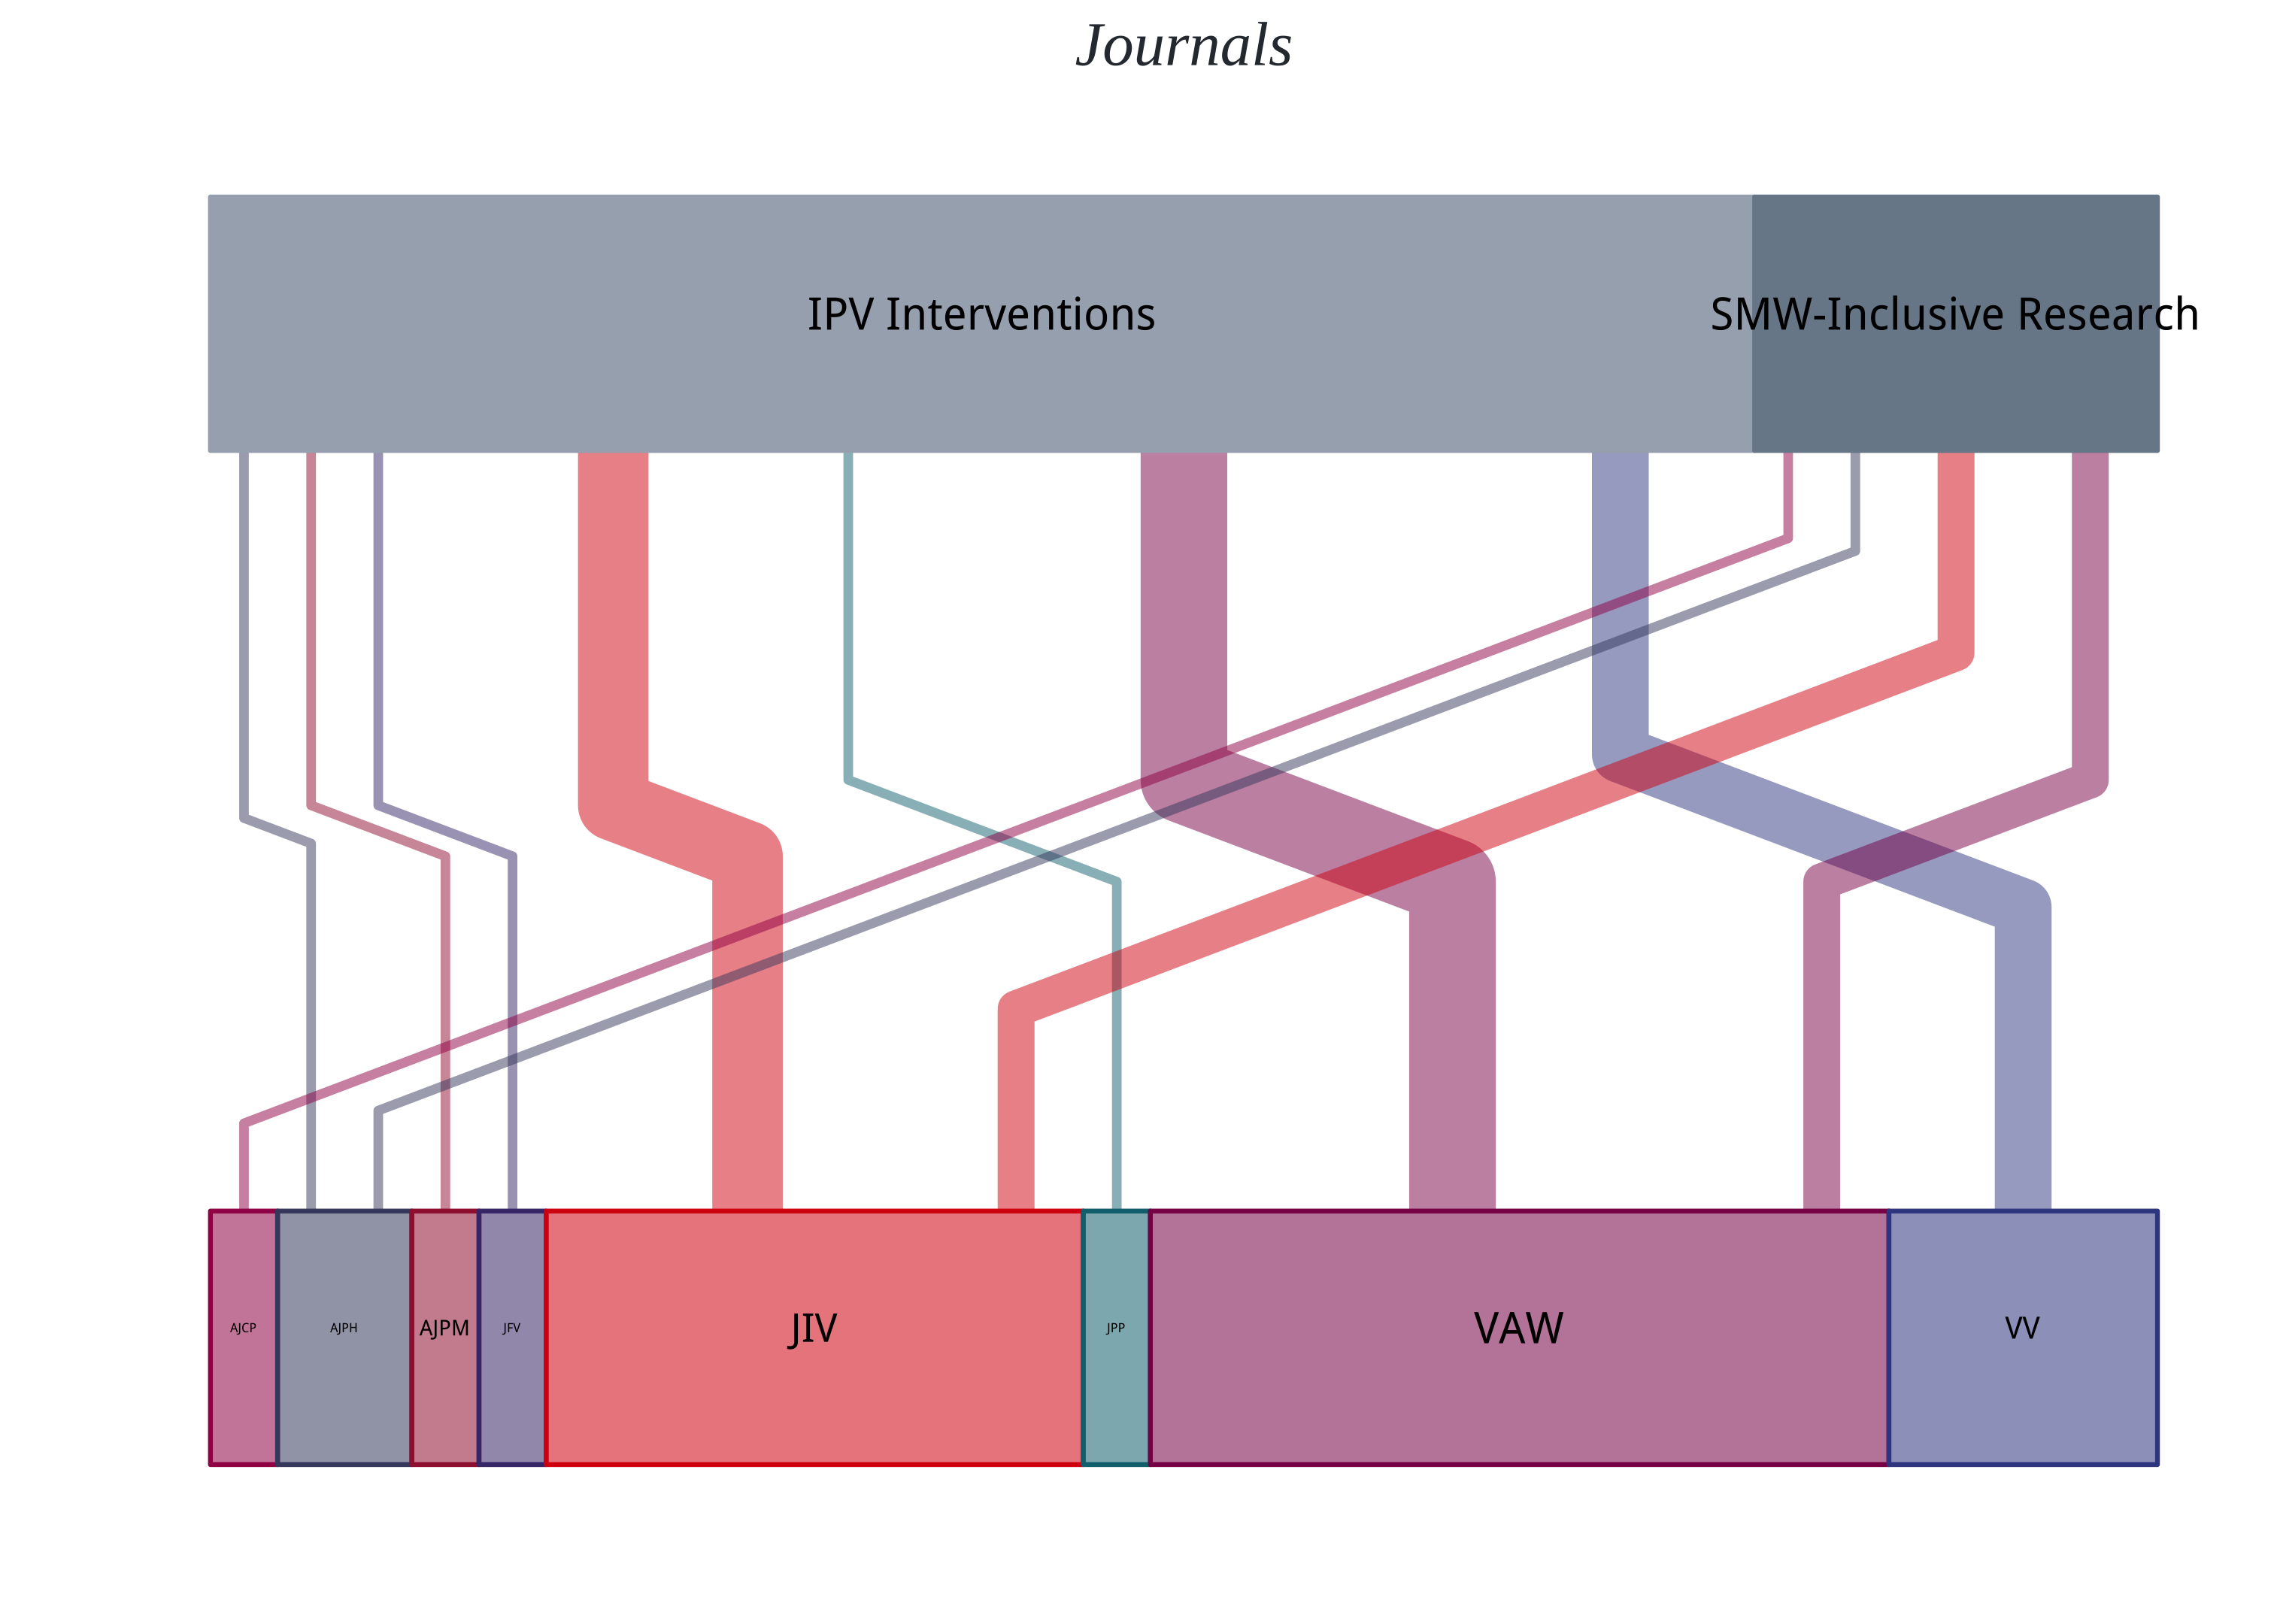 Journals
IPV Interventions
SMW-Inclusive Research
AJCP
AJPH
AJPM
JFV
JIV
JPP
VAW
VV